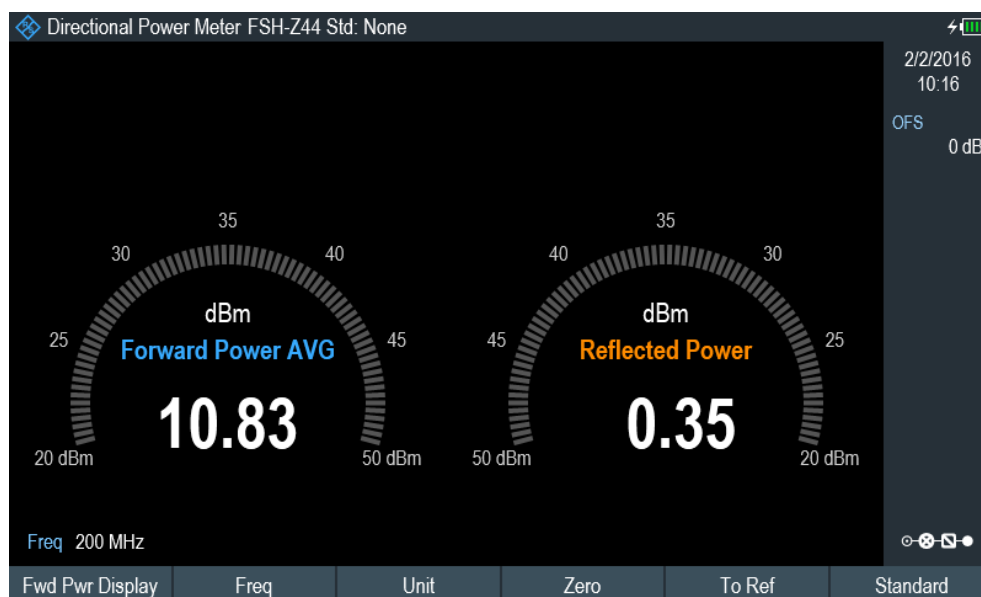 Directional Power Meter FSH-Z44 Std: None
2/2/2016
10:16
OFS
0 dB
35
30
40
25
45
dBm
Forward Power AVG
10.83
20 dBm
50 dBm
35
40
30
45
25
dBm
Reflected Power
0.35
50 dBm
20 dBm
Freq 200 MHz
Fwd Pwr Display Freq Unit Zero To Ref Standard